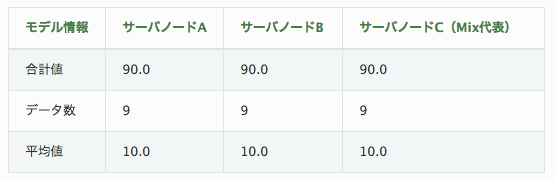 モデル情報 サーバノードA サーバノードB サーバノードC（Mix代表）
合計値 90.0 90.0 90.0
データ数 9 9 9
平均値 10.0 10.0 10.0